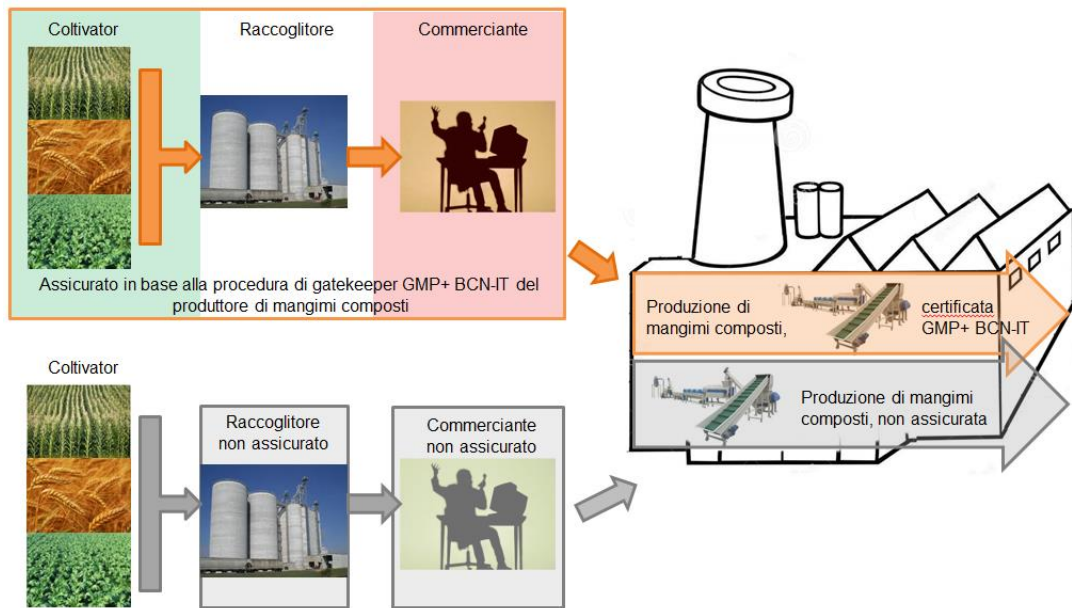 Coltivator
Raccoglitore
Commerciante
Assicurato in base alla procedura di gatekeeper GMP+ BCN-IT del
produttore di mangimi composti
Produzione di
mangimi composti,
certificata
GMP+ BCN-IT
Coltivator
Raccoglitore
non assicurato
Commerciante
non assicurato
Produzione di mangimi
composti, non assicurata